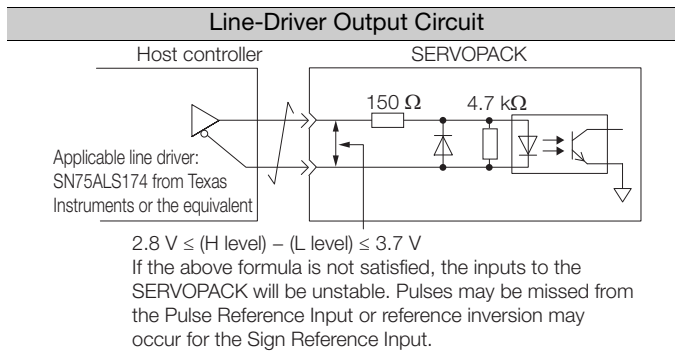 Line-Driver Output Circuit
Host controller
SERVOPACK
150 Ω
4.7 kΩ
Applicable line driver:
SN75ALS174 from Texas
Instruments or the equivalent
2.8 V ≤ (H level) – (L level) ≤ 3.7 V
If the above formula is not satisfied, the inputs to the
SERVOPACK will be unstable. Pulses may be missed from
the Pulse Reference Input or reference inversion may
occur for the Sign Reference Input.